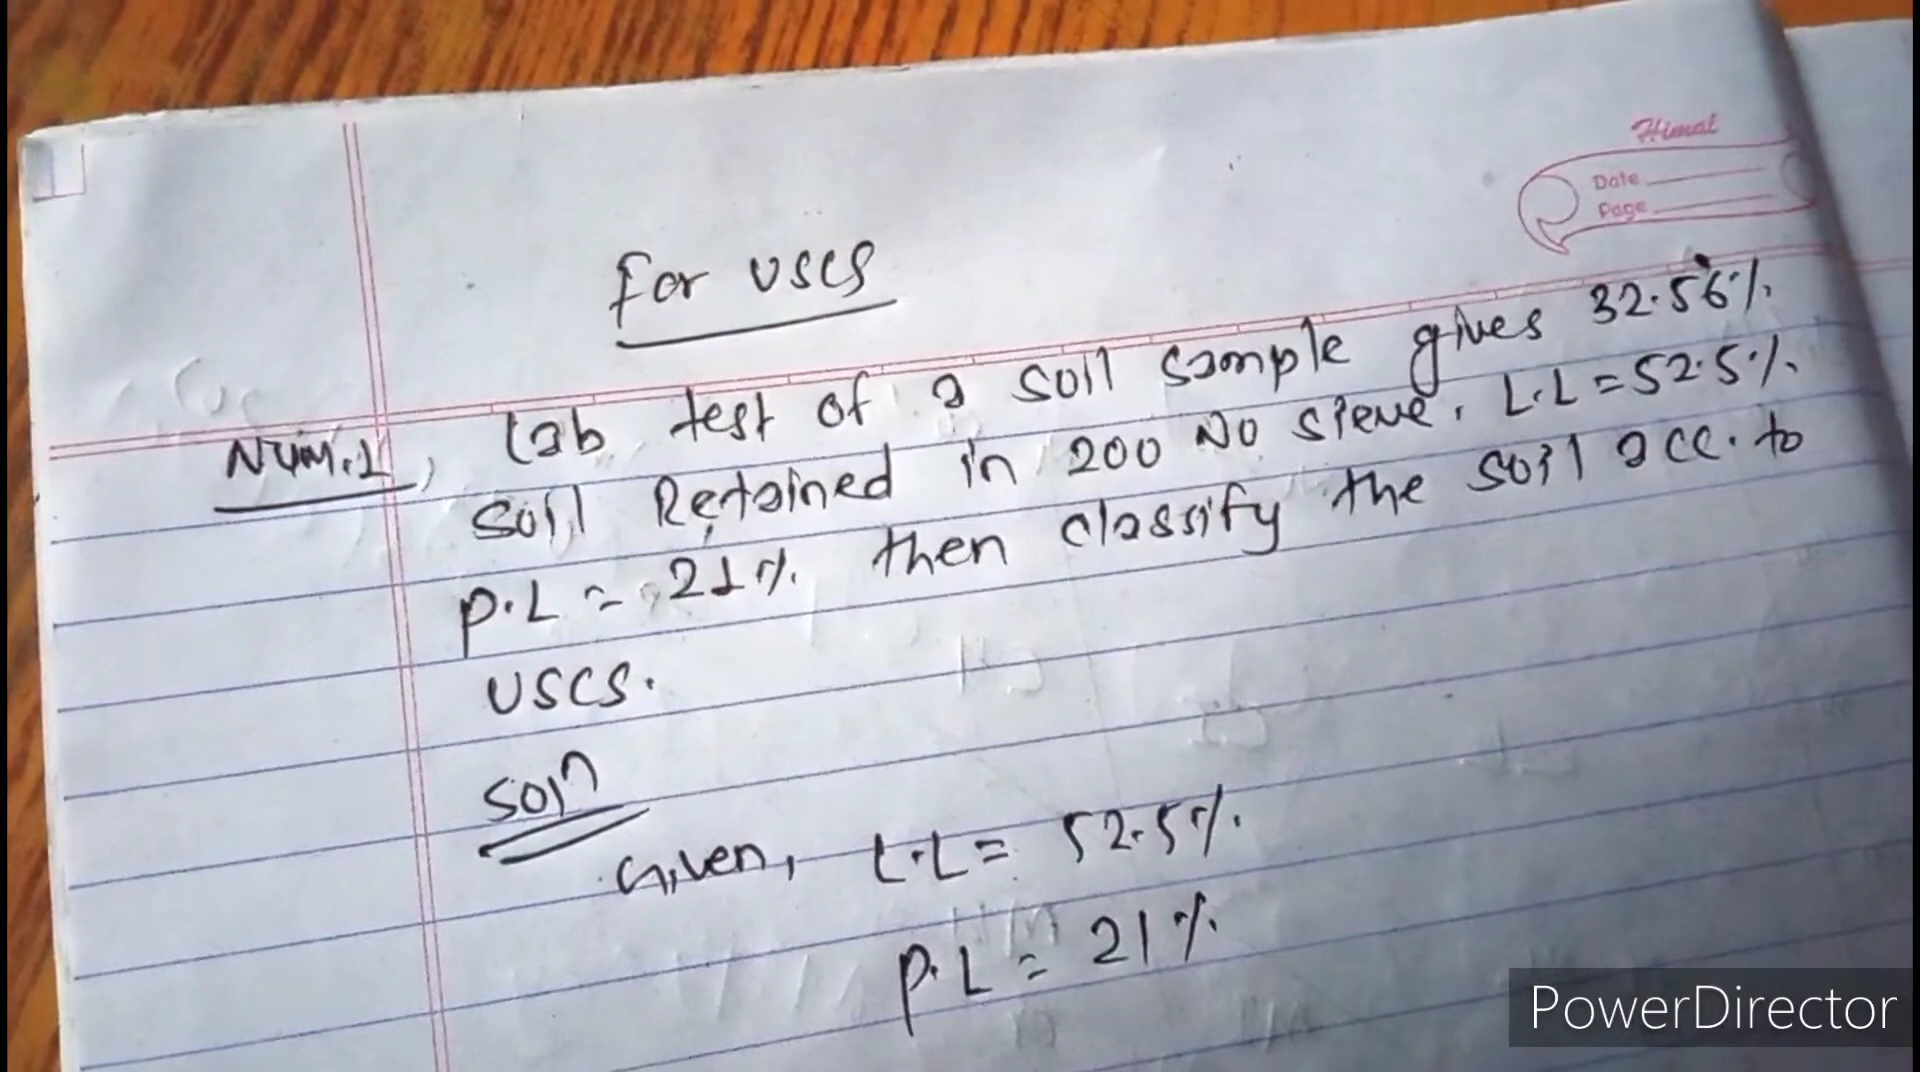 Himal
Date
Page
For USCS
Num.1, Lab test of a soil sample gives 32.56%
soil Retained in 200 No sieve. L.L = 52.5%.
P.L = 21% then classify the soil acc. to
USCS.
Soln
Given, L.L = 52.5%.
P.L = 21%.
PowerDirector